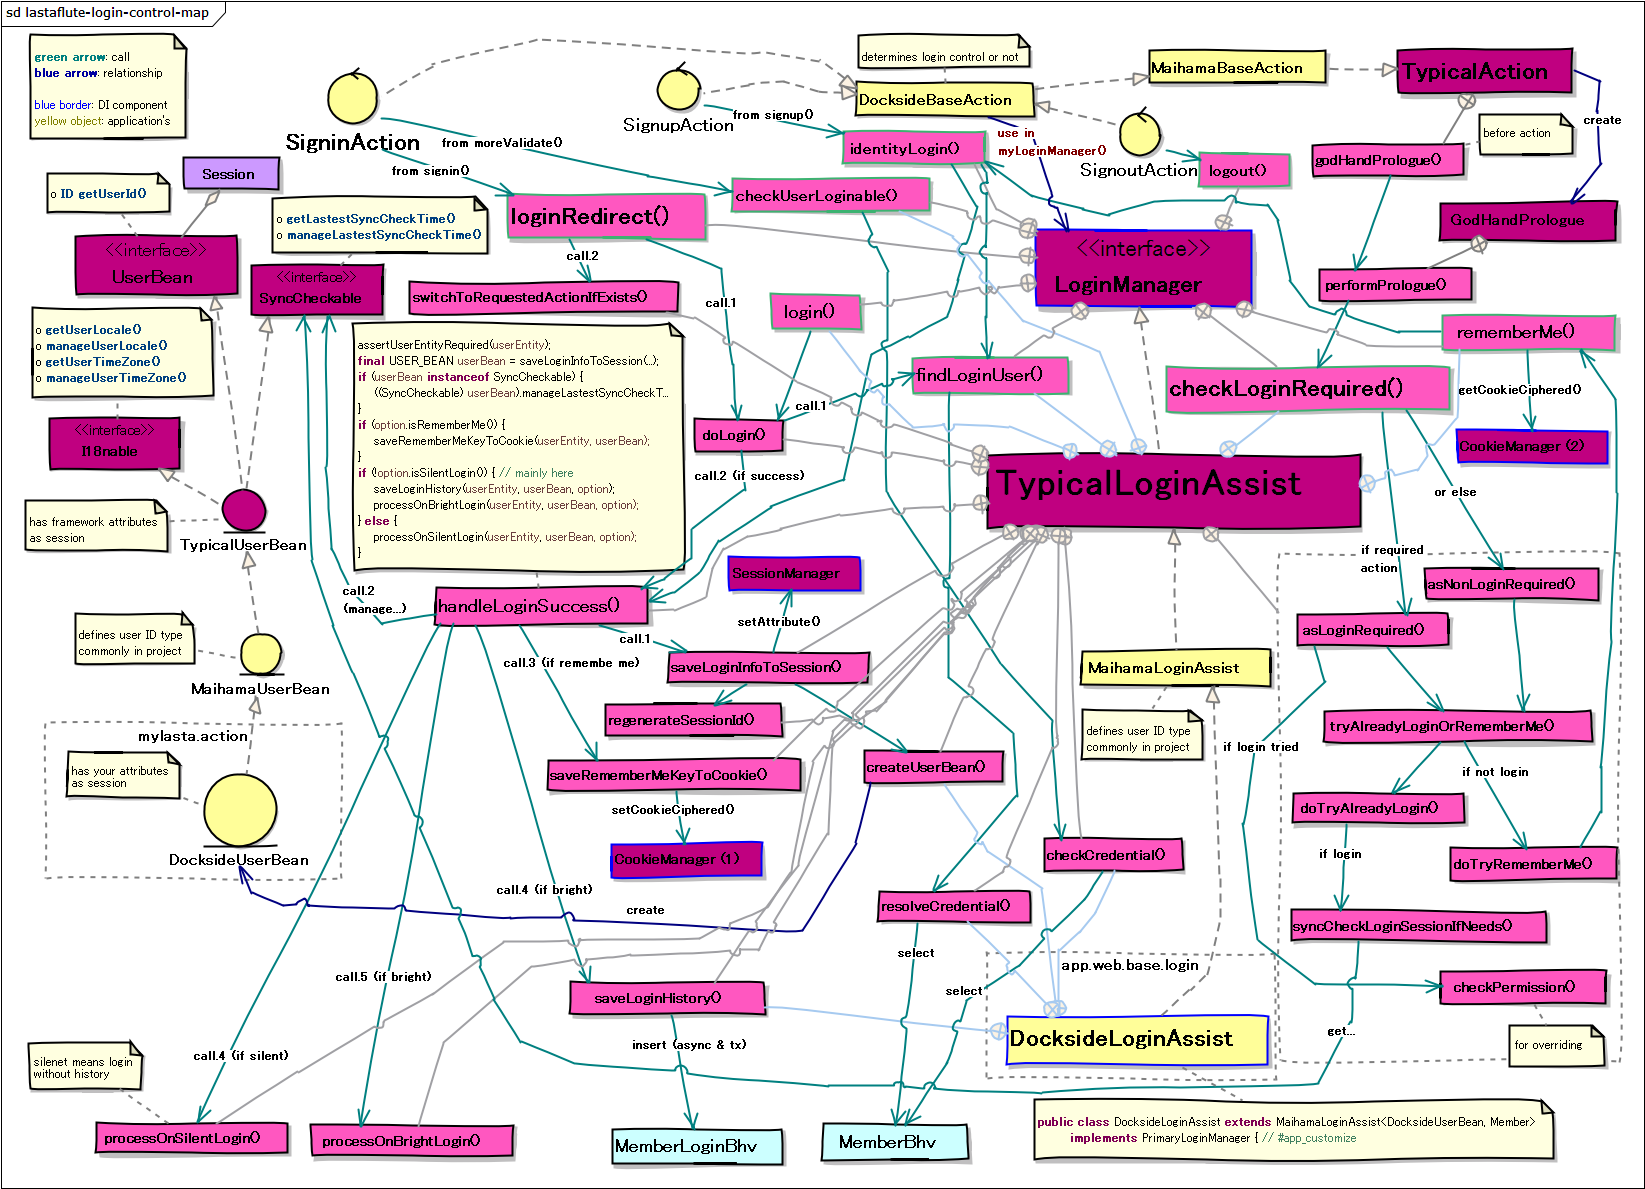 sd lastaflute-login-control-map
green arrow: call
blue arrow: relationship
blue border: DI component
yellow object: application's
SigninAction
SignupAction
determines login control or not
DocksideBaseAction
MaihamaBaseAction
TypicalAction
before action
create
from signup()
from moreValidate()
from signin()
identityLogin()
use in
myLoginManager()
SignoutAction
logout()
godHandPrologue()
GodHandPrologue
Session
o ID getUserId()
o getLastestSyncCheckTime()
o manageLastestSyncCheckTime()
loginRedirect()
checkUserLoginable()
<<interface>>
UserBean
<<interface>>
SyncCheckable
call.2
switchToRequestedActionIfExists()
call.1
login()
<<interface>>
LoginManager
performPrologue()
rememberMe()
o getUserLocale()
o manageUserLocale()
o getUserTimeZone()
o manageUserTimeZone()
<<interface>>
I18nable
assertUserEntityRequired(userEntity);
final USER_BEAN userBean = saveLoginInfoToSession(...);
if (userBean instanceof SyncCheckable) {
((SyncCheckable) userBean).manageLastestSyncCheckT...
}
if (option.isRememberMe()) {
saveRememberMeKeyToCookie(userEntity, userBean);
}
if (!option.isSilentLogin()) { // mainly here
saveLoginHistory(userEntity, userBean, option);
processOnBrightLogin(userEntity, userBean, option);
} else {
processOnSilentLogin(userEntity, userBean, option);
}
findLoginUser()
call.1
doLogin()
call.2 (if success)
checkLoginRequired()
getCookieCiphered()
CookieManager (2)
TypicalLoginAssist
or else
has framework attributes
as session
TypicalUserBean
if required
action
asNonLoginRequired()
SessionManager
call.2
(manage...)
handleLoginSuccess()
setAttribute()
call.1
asLoginRequired()
defines user ID type
commonly in project
MaihamaUserBean
call.3 (if remembe me)
saveLoginInfoToSession()
MaihamaLoginAssist
regenerateSessionId()
defines user ID type
commonly in project
tryAlreadyLoginOrRememberMe()
if login tried
mylasta.action
has your attributes
as session
DocksideUserBean
saveRememberMeKeyToCookie()
createUserBean()
if not login
setCookieCiphered()
doTryAlreadyLogin()
CookieManager (1)
checkCredential()
if login
doTryRememberMe()
call.4 (if bright)
create
resolveCredential()
syncCheckLoginSessionIfNeeds()
select
app.web.base.login
call.5 (if bright)
saveLoginHistory()
select
checkPermission()
get...
DocksideLoginAssist
for overriding
insert (async & tx)
call.4 (if silent)
silenet means login
without history
processOnSilentLogin()
processOnBrightLogin()
MemberLoginBhv
MemberBhv
public class DocksideLoginAssist extends MaihamaLoginAssist<DocksideUserBean, Member>
implements PrimaryLoginManager { // #app_customize